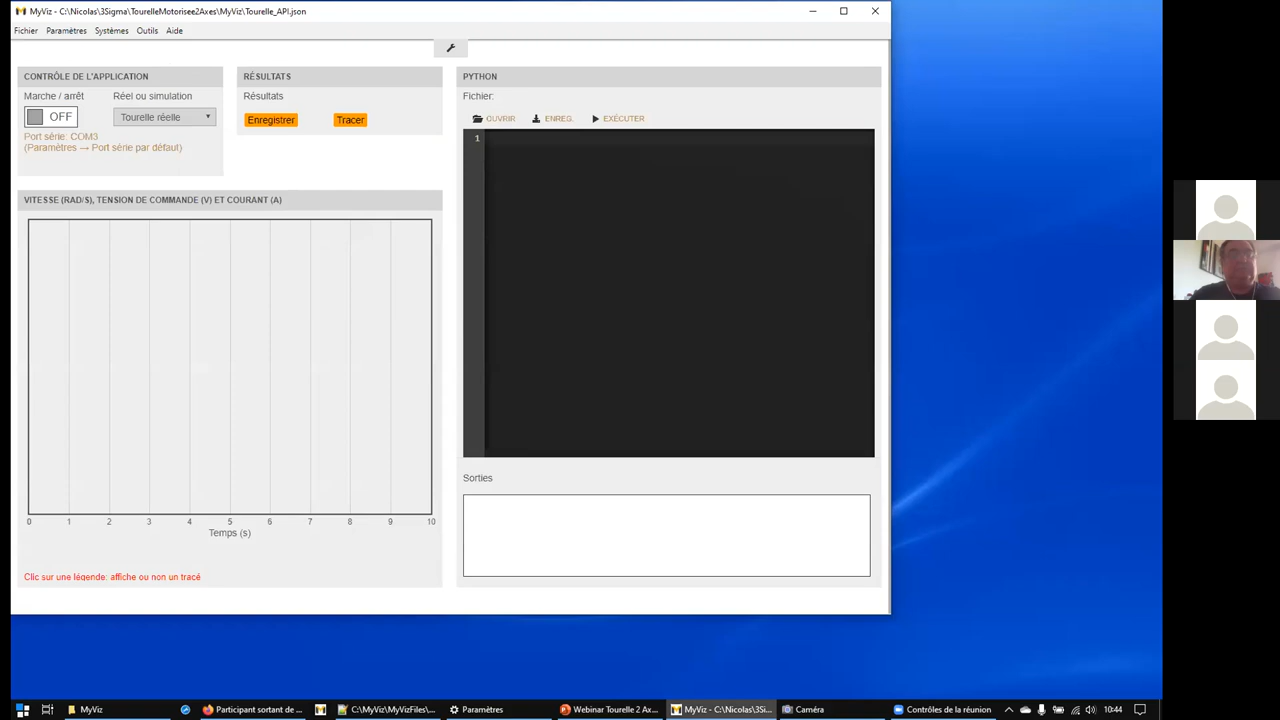 MyViz - C:\Nicolas\3Sigma\TourelleMotorisee2Axes\MyViz\Tourelle_API.json
Fichier Paramètres Systèmes Outils Aide
CONTRÔLE DE L'APPLICATION
Marche / arrêt
Réel ou simulation
OFF
Tourelle réelle
Port série: COM3
(Paramètres → Port série par défaut)
RÉSULTATS
Résultats
Enregistrer
Tracer
VITESSE (RAD/S), TENSION DE COMMANDE (V) ET COURANT (A)
0 1 2 3 4 5 6 7 8 9 10
Temps (s)
Clic sur une légende: affiche ou non un tracé
PYTHON
Fichier:
OUVRIR
ENREG.
EXÉCUTER
1
Sorties
MyViz
Participant sortant de ...
C:\MyViz\MyVizFiles\...
Paramètres
Webinar Tourelle 2 Ax...
MyViz - C:\Nicolas\3Si...
Caméra
Contrôles de la réunion
10:44